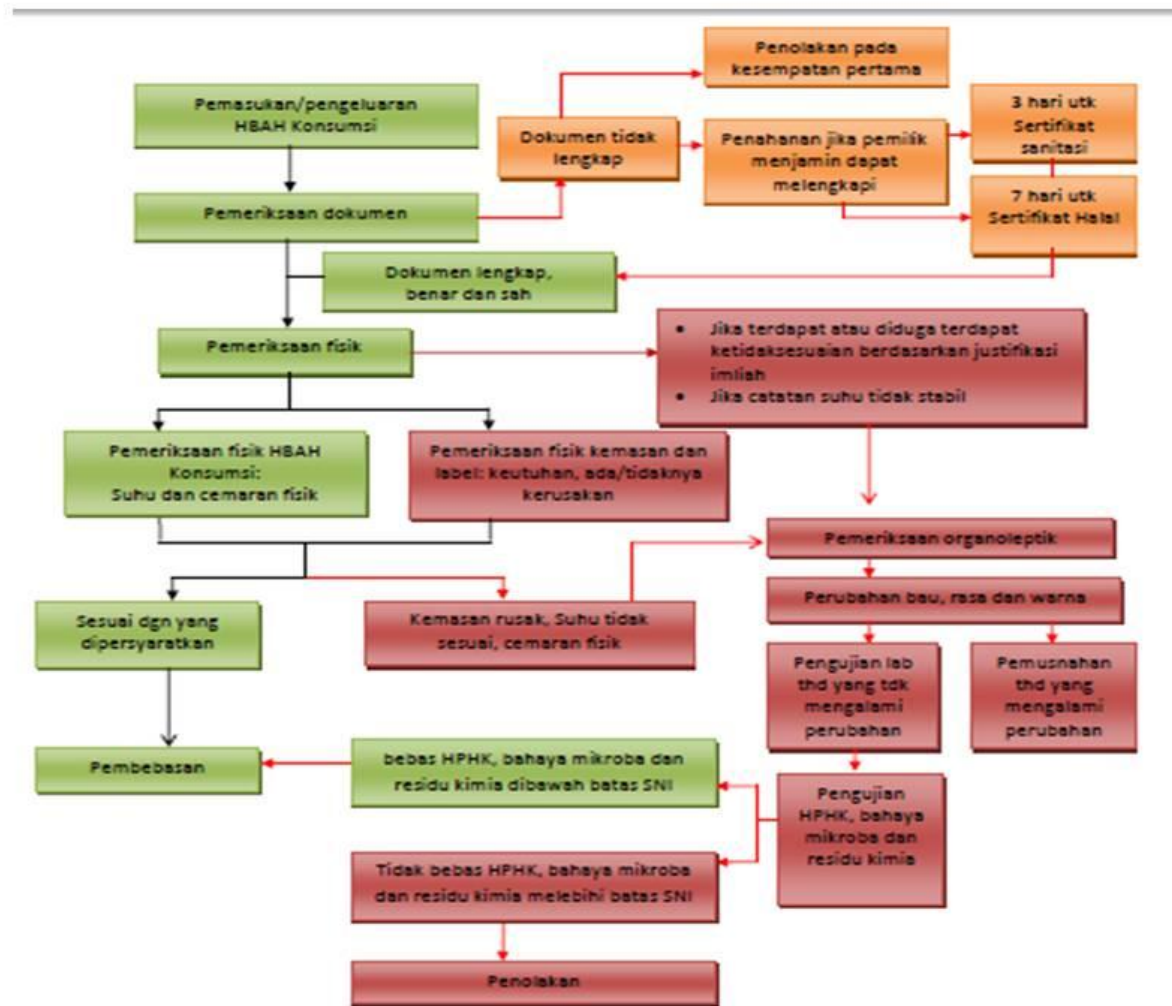 Penolakan pada
kesempatan pertama
Pemasukan/pengeluaran
HBAH Konsumsi
3 hari utk
Sertifikat
sanitasi
Dokumen tidak
lengkap
Penahanan jika pemilik
menjamin dapat
melengkapi
7 hari utk
Sertifikat Halal
Pemeriksaan dokumen
Dokumen lengkap,
benar dan sah
Pemeriksaan fisik
• Jika terdapat atau diduga terdapat
ketidaksesuaian berdasarkan justifikasi
imliah
• Jika catatan suhu tidak stabil
Pemeriksaan fisik HBAH
Konsumsi:
Suhu dan cemaran fisik
Pemeriksaan fisik kemasan dan
label: keutuhan, ada/tidaknya
kerusakan
Pemeriksaan organoleptik
Perubahan bau, rasa dan warna
Sesuai dgn yang
dipersyaratkan
Kemasan rusak, Suhu tidak
sesuai, cemaran fisik
Pengujian lab
thd yang tdk
mengalami
perubahan
Pemusnahan
thd yang
mengalami
perubahan
Pembebasan
bebas HPHK, bahaya mikroba dan
residu kimia dibawah batas SNI
Pengujian
HPHK, bahaya
mikroba dan
residu kimia
Tidak bebas HPHK, bahaya mikroba
dan residu kimia melebihi batas SNI
Penolakan